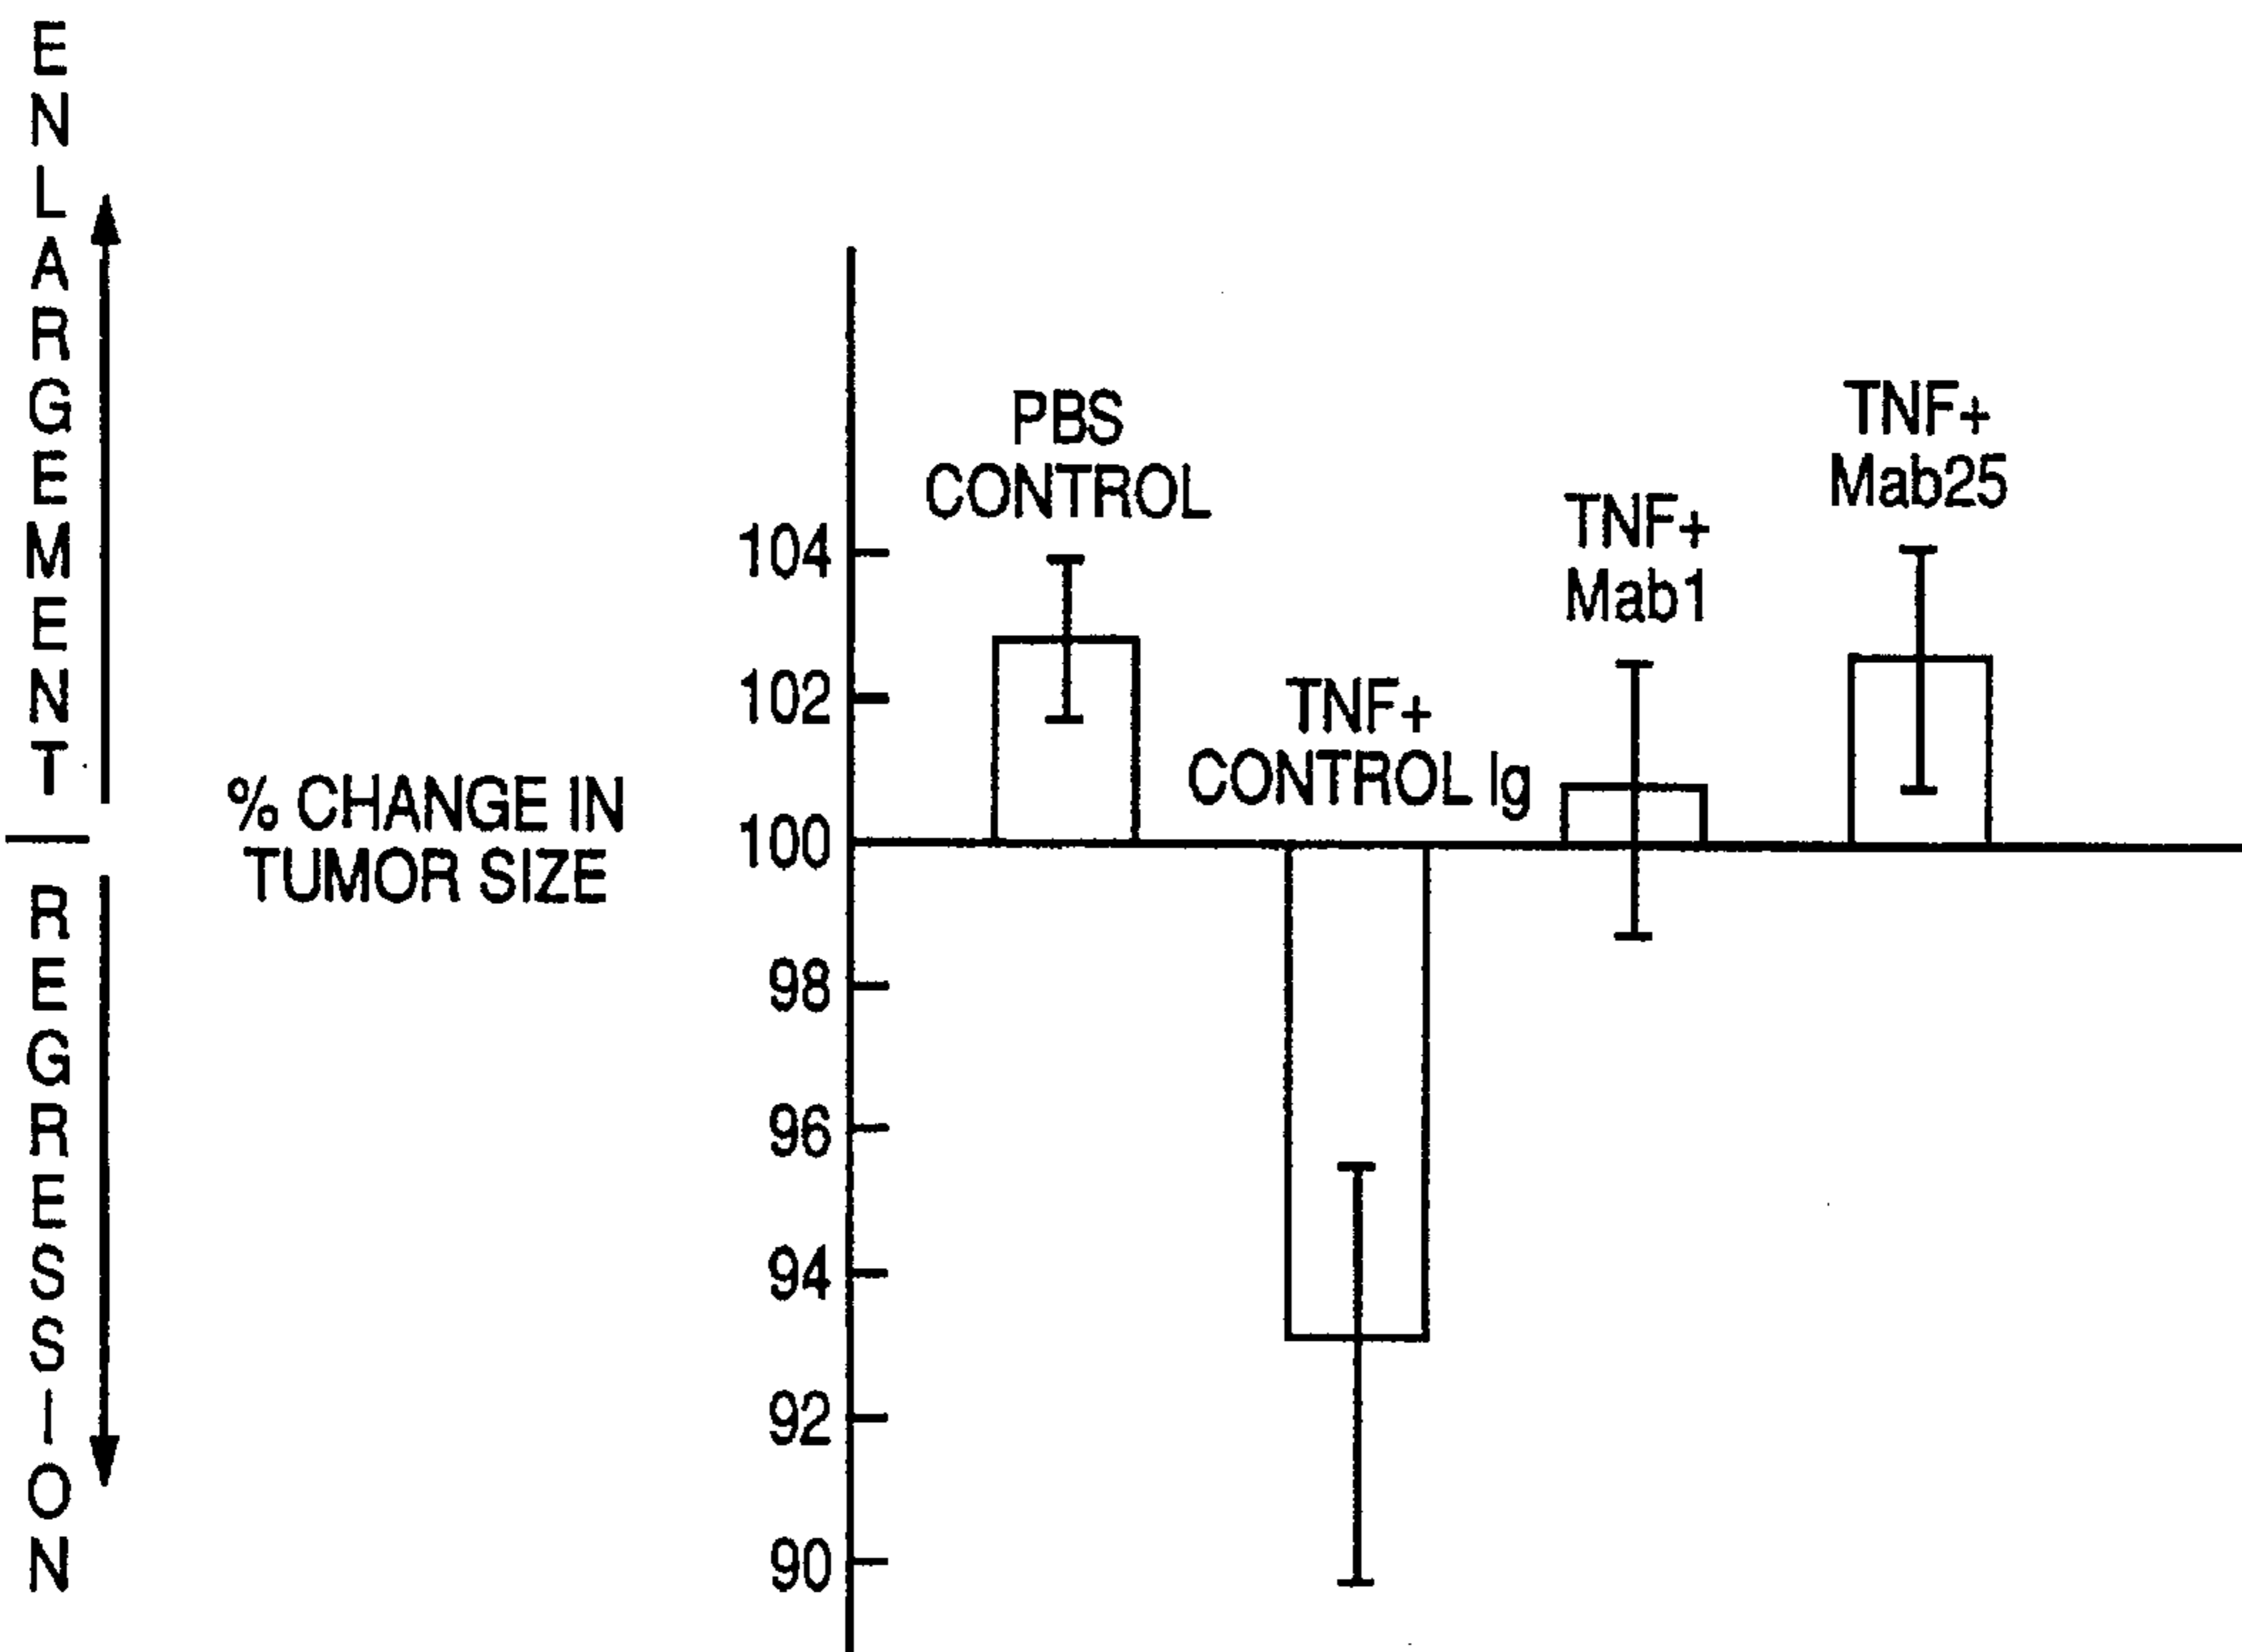 ENLARGEMENT
REGRESSION
% CHANGE IN
TUMOR SIZE
104
102
100
98
96
94
92
90
PBS
CONTROL
TNF+
CONTROL Ig
TNF+
Mab1
TNF+
Mab25